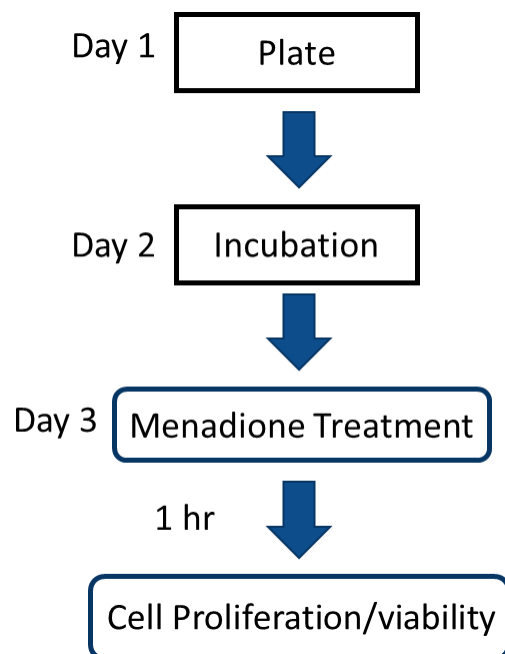 Day 1 Plate
Day 2 Incubation
Day 3 Menadione Treatment
1 hr
Cell Proliferation/viability